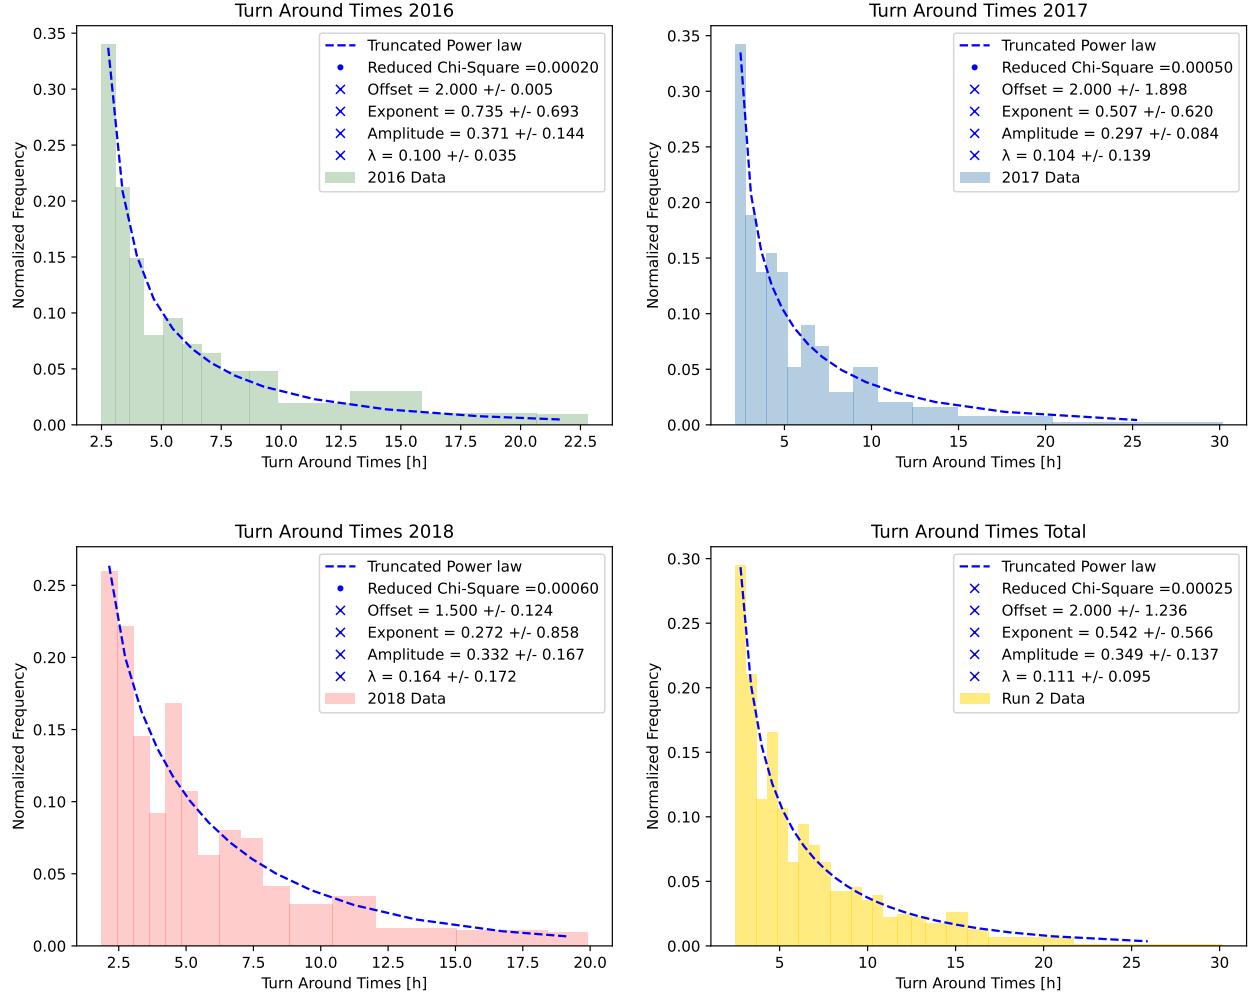 Turn Around Times 2016
Normalized Frequency
0.35
0.30
0.25
0.20
0.15
0.10
0.05
0.00
Truncated Power law
Reduced Chi-Square =0.00020
Offset = 2.000 +/- 0.005
Exponent = 0.735 +/- 0.693
Amplitude = 0.371 +/- 0.144
λ = 0.100 +/- 0.035
2016 Data
2.5 5.0 7.5 10.0 12.5 15.0 17.5 20.0 22.5
Turn Around Times [h]
Turn Around Times 2017
Normalized Frequency
0.35
0.30
0.25
0.20
0.15
0.10
0.05
0.00
Truncated Power law
Reduced Chi-Square =0.00050
Offset = 2.000 +/- 1.898
Exponent = 0.507 +/- 0.620
Amplitude = 0.297 +/- 0.084
λ = 0.104 +/- 0.139
2017 Data
5 10 15 20 25 30
Turn Around Times [h]
Turn Around Times 2018
Normalized Frequency
0.25
0.20
0.15
0.10
0.05
0.00
Truncated Power law
Reduced Chi-Square =0.00060
Offset = 1.500 +/- 0.124
Exponent = 0.272 +/- 0.858
Amplitude = 0.332 +/- 0.167
λ = 0.164 +/- 0.172
2018 Data
2.5 5.0 7.5 10.0 12.5 15.0 17.5 20.0
Turn Around Times [h]
Turn Around Times Total
Normalized Frequency
0.30
0.25
0.20
0.15
0.10
0.05
0.00
Truncated Power law
Reduced Chi-Square =0.00025
Offset = 2.000 +/- 1.236
Exponent = 0.542 +/- 0.566
Amplitude = 0.349 +/- 0.137
λ = 0.111 +/- 0.095
Run 2 Data
5 10 15 20 25 30
Turn Around Times [h]